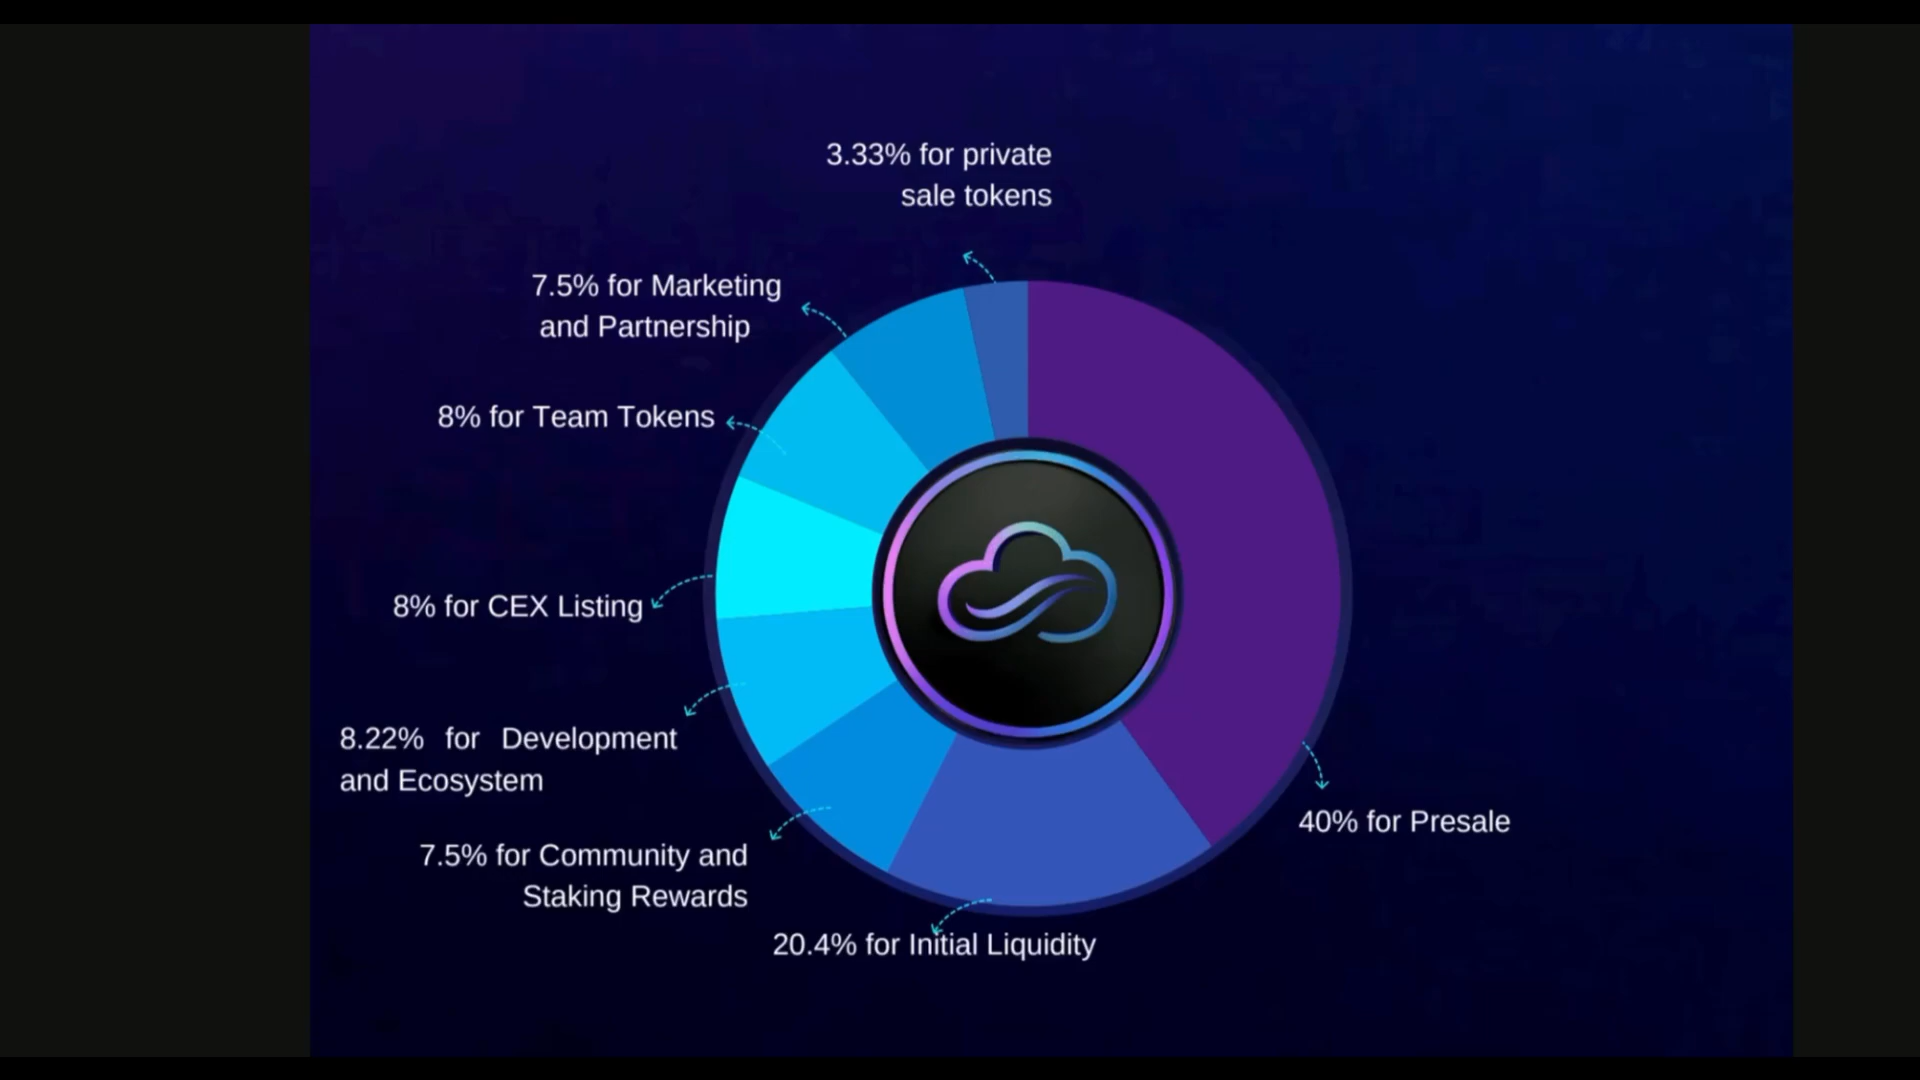 3.33% for private
sale tokens
7.5% for Marketing
and Partnership
8% for Team Tokens
8% for CEX Listing
8.22% for Development
and Ecosystem
7.5% for Community and
Staking Rewards
20.4% for Initial Liquidity
40% for Presale